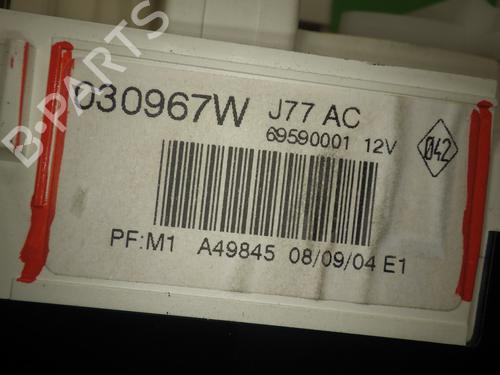 030967W J77 AC
69590001 12V
042
PF:M1 A49845 08/09/04 E1
B-PARTS